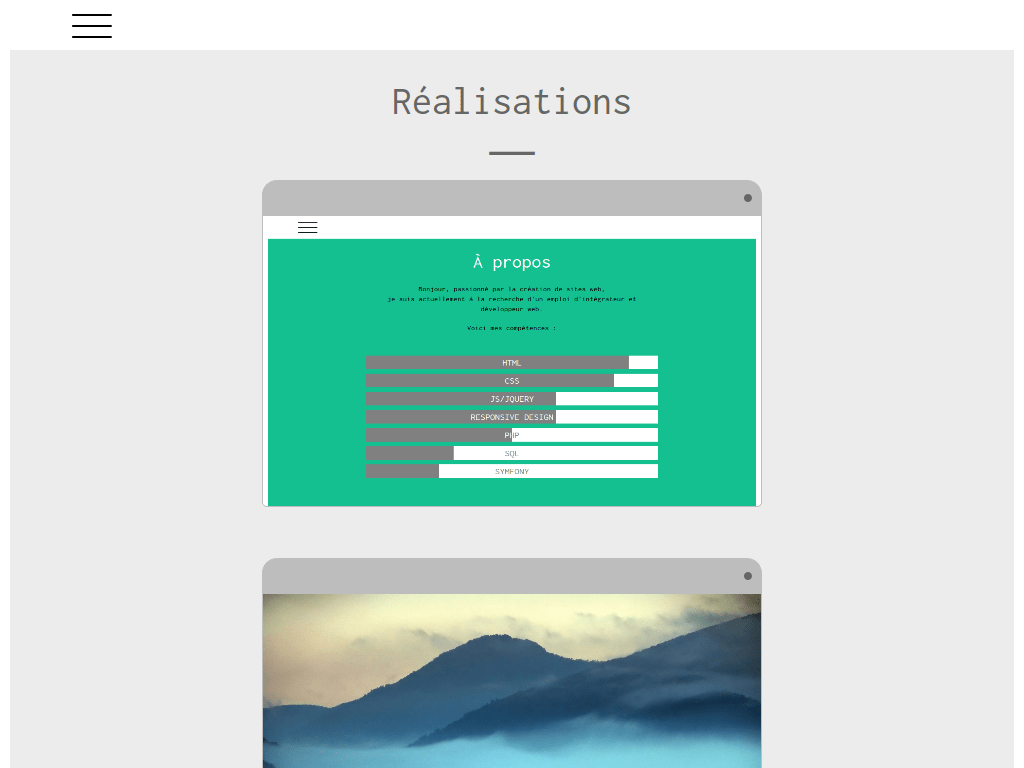 Réalisations
À propos
Bonjour, passionné par la création de sites web,
je suis actuellement à la recherche d'un emploi d'intégrateur et
développeur web.
Voici mes compétences :
HTML
CSS
JS/JQUERY
RESPONSIVE DESIGN
PHP
SQL
SYMFONY